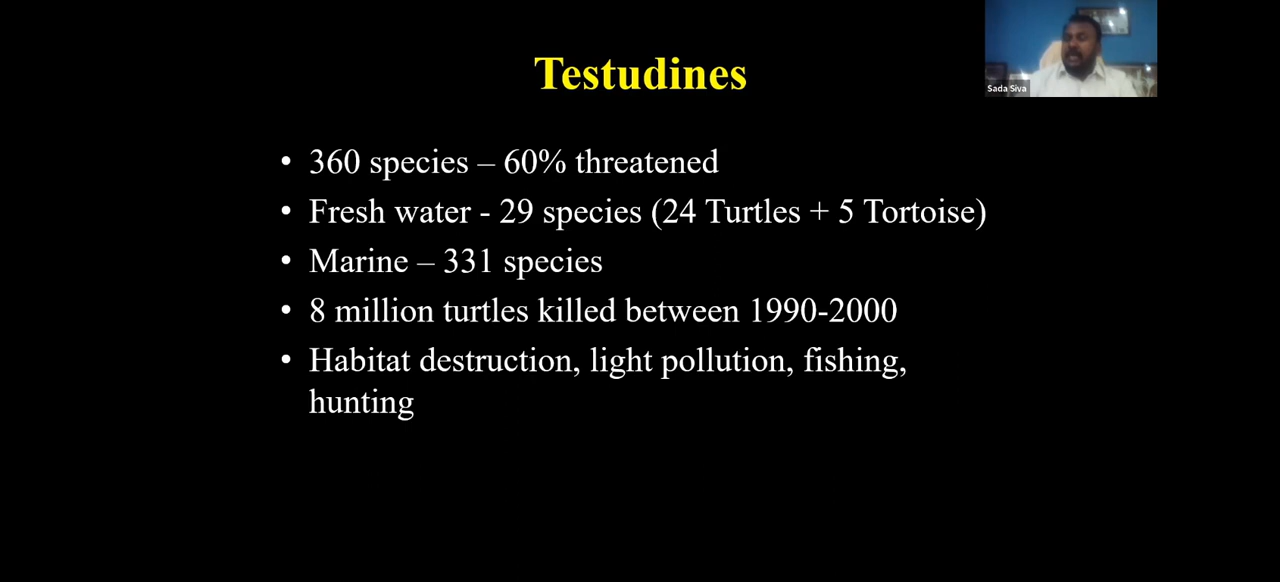 Testudines
Sada Siva
• 360 species – 60% threatened
• Fresh water - 29 species (24 Turtles + 5 Tortoise)
• Marine – 331 species
• 8 million turtles killed between 1990-2000
• Habitat destruction, light pollution, fishing,
hunting